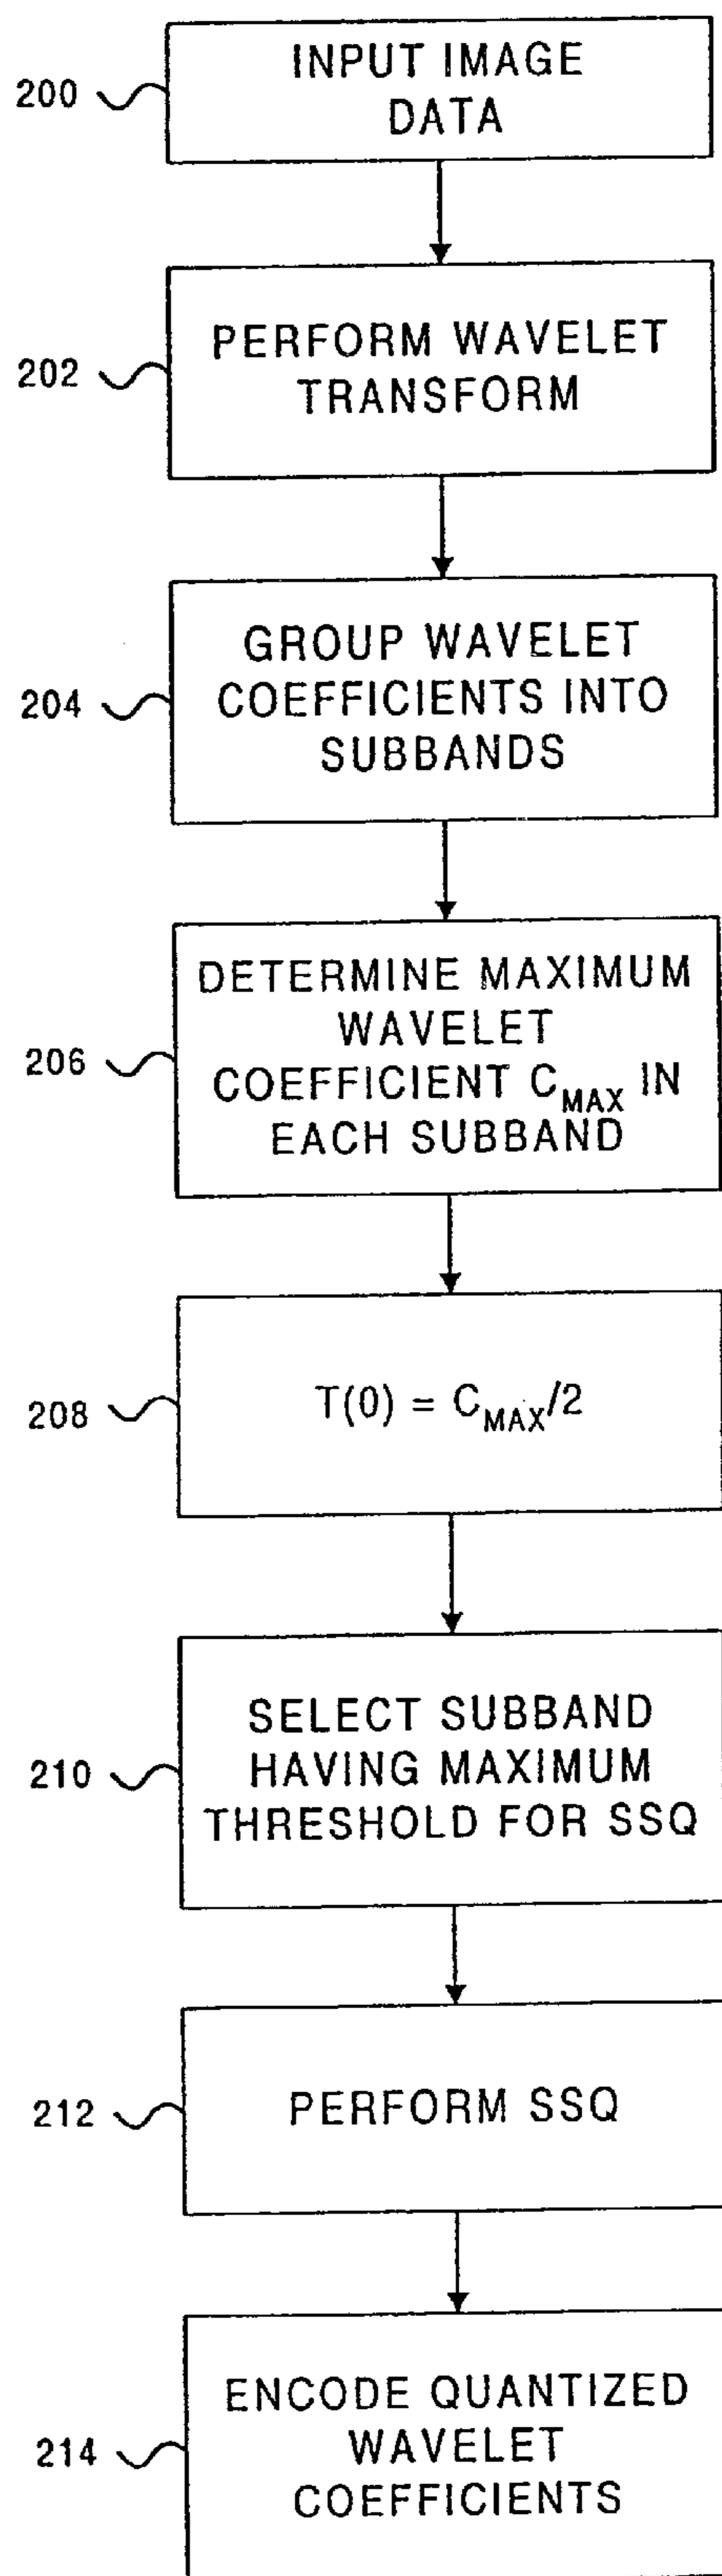 INPUT IMAGE
DATA
200
PERFORM WAVELET
TRANSFORM
202
GROUP WAVELET
COEFFICIENTS INTO
SUBBANDS
204
DETERMINE MAXIMUM
WAVELET
COEFFICIENT CMAX IN
EACH SUBBAND
206
T(0) = CMAX/2
208
SELECT SUBBAND
HAVING MAXIMUM
THRESHOLD FOR SSQ
210
PERFORM SSQ
212
ENCODE QUANTIZED
WAVELET
COEFFICIENTS
214